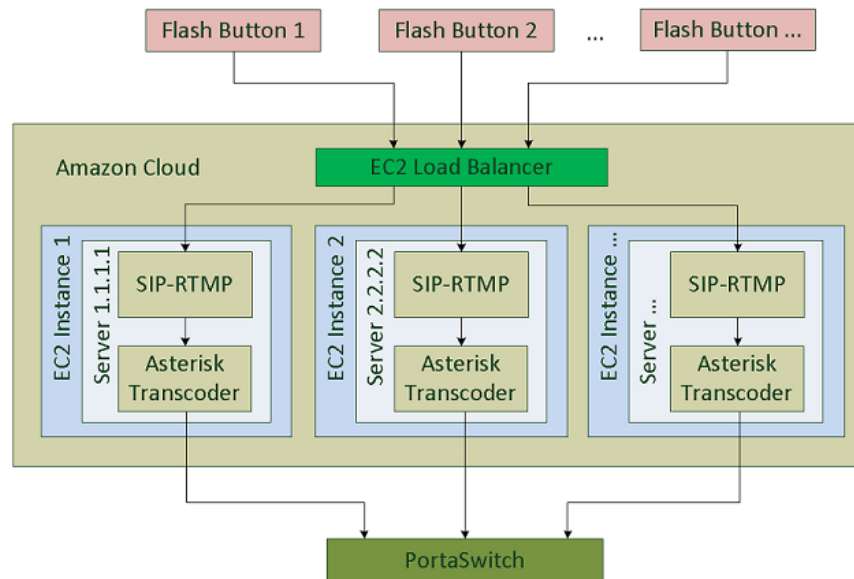 Flash Button 1
Flash Button 2
...
Flash Button ...
Amazon Cloud
EC2 Load Balancer
EC2 Instance 1
Server 1.1.1.1
SIP-RTMP
Asterisk
Transcoder
EC2 Instance 2
Server 2.2.2.2
SIP-RTMP
Asterisk
Transcoder
EC2 Instance ...
Server ...
SIP-RTMP
Asterisk
Transcoder
PortaSwitch